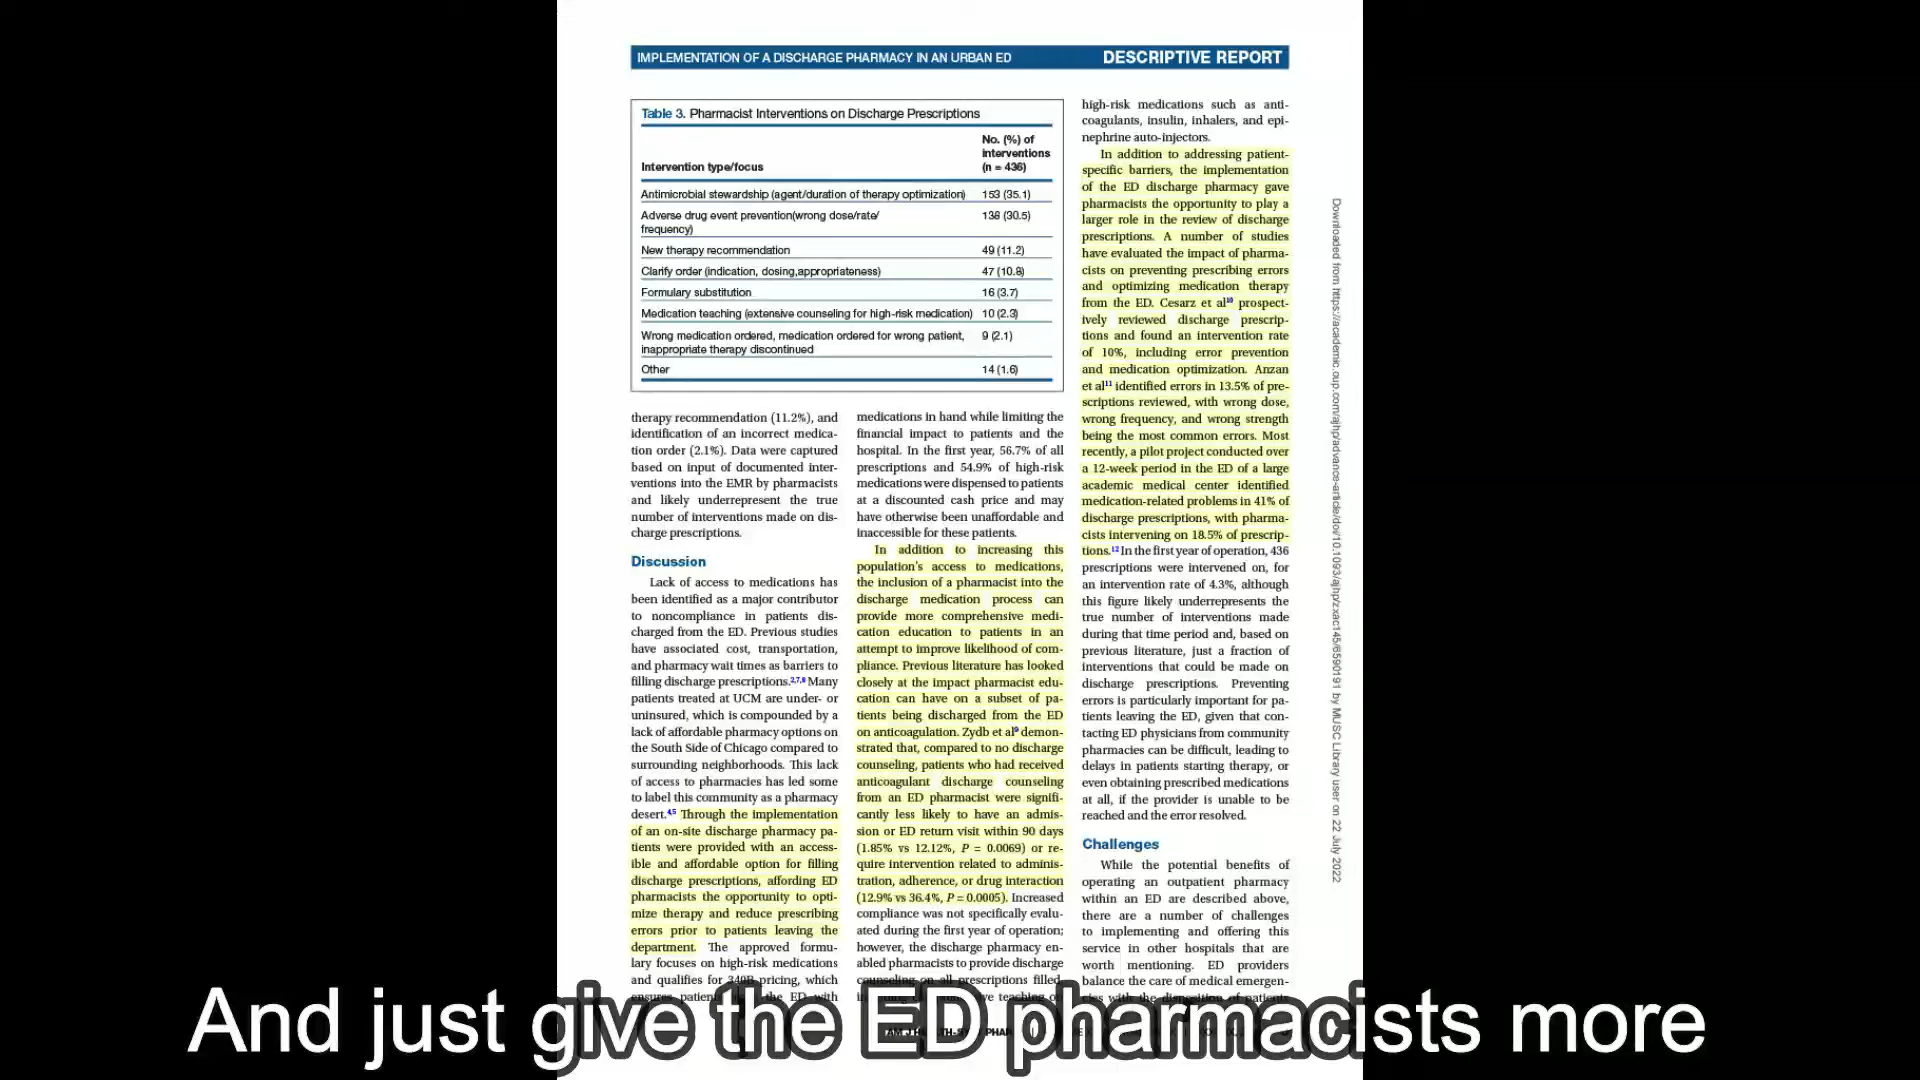 IMPLEMENTATION OF A DISCHARGE PHARMACY IN AN URBAN ED DESCRIPTIVE REPORT
Table 3. Pharmacist Interventions on Discharge Prescriptions
Intervention type/focus
No. (%) of
interventions
(n = 436)
Antimicrobial stewardship (agent/duration of therapy optimization) 153 (35.1)
Adverse drug event prevention(wrong dose/rate/ 138 (30.5)
frequency)
New therapy recommendation 49 (11.2)
Clarify order (indication, dosing,appropriateness) 47 (10.8)
Formulary substitution 16 (3.7)
Medication teaching (extensive counseling for high-risk medication) 10 (2.3)
Wrong medication ordered, medication ordered for wrong patient, 9 (2.1)
inappropriate therapy discontinued
Other 14 (1.6)
therapy recommendation (11.2%), and
identification of an incorrect medica-
tion order (2.1%). Data were captured
based on input of documented inter-
ventions into the EMR by pharmacists
and likely underrepresent the true
number of interventions made on dis-
charge prescriptions.
Discussion
Lack of access to medications has
been identified as a major contributor
to noncompliance in patients dis-
charged from the ED. Previous studies
have associated cost, transportation,
and pharmacy wait times as barriers to
filling discharge prescriptions.2,7,8 Many
patients treated at UCM are under- or
uninsured, which is compounded by a
lack of affordable pharmacy options on
the South Side of Chicago compared to
surrounding neighborhoods. This lack
of access to pharmacies has led some
to label this community as a pharmacy
desert.4,5 Through the implementation
of an on-site discharge pharmacy pa-
tients were provided with an access-
ible and affordable option for filling
discharge prescriptions, affording ED
pharmacists the opportunity to opti-
mize therapy and reduce prescribing
errors prior to patients leaving the
department. The approved formu-
lary focuses on high-risk medications
and qualifies for 340B pricing, which
ensures patient the ED with
medications in hand while limiting the
financial impact to patients and the
hospital. In the first year, 56.7% of all
prescriptions and 54.9% of high-risk
medications were dispensed to patients
at a discounted cash price and may
have otherwise been unaffordable and
inaccessible for these patients.
In addition to increasing this
population's access to medications,
the inclusion of a pharmacist into the
discharge medication process can
provide more comprehensive medi-
cation education to patients in an
attempt to improve likelihood of com-
pliance. Previous literature has looked
closely at the impact pharmacist edu-
cation can have on a subset of pa-
tients being discharged from the ED
on anticoagulation. Zydb et al9 demon-
strated that, compared to no discharge
counseling, patients who had received
anticoagulant discharge counseling
from an ED pharmacist were signifi-
cantly less likely to have an admis-
sion or ED return visit within 90 days
(1.85% vs 12.12%, P = 0.0069) or re-
quire intervention related to adminis-
tration, adherence, or drug interaction
(12.9% vs 36.4%, P = 0.0005). Increased
compliance was not specifically evalu-
ated during the first year of operation;
however, the discharge pharmacy en-
abled pharmacists to provide discharge
counseling on all prescriptions filled,
teaching on
high-risk medications such as anti-
coagulants, insulin, inhalers, and epi-
nephrine auto-injectors.
In addition to addressing patient-
specific barriers, the implementation
of the ED discharge pharmacy gave
pharmacists the opportunity to play a
larger role in the review of discharge
prescriptions. A number of studies
have evaluated the impact of pharma-
cists on preventing prescribing errors
and optimizing medication therapy
from the ED. Cesarz et al10 prospect-
ively reviewed discharge prescrip-
tions and found an intervention rate
of 10%, including error prevention
and medication optimization. Anzan
et al11 identified errors in 13.5% of pre-
scriptions reviewed, with wrong dose,
wrong frequency, and wrong strength
being the most common errors. Most
recently, a pilot project conducted over
a 12-week period in the ED of a large
academic medical center identified
medication-related problems in 41% of
discharge prescriptions, with pharma-
cists intervening on 18.5% of prescrip-
tions.12 In the first year of operation, 436
prescriptions were intervened on, for
an intervention rate of 4.3%, although
this figure likely underrepresents the
true number of interventions made
during that time period and, based on
previous literature, just a fraction of
interventions that could be made on
discharge prescriptions. Preventing
errors is particularly important for pa-
tients leaving the ED, given that con-
tacting ED physicians from community
pharmacies can be difficult, leading to
delays in patients starting therapy, or
even obtaining prescribed medications
at all, if the provider is unable to be
reached and the error resolved.
Challenges
While the potential benefits of
operating an outpatient pharmacy
within an ED are described above,
there are a number of challenges
to implementing and offering this
service in other hospitals that are
worth mentioning. ED providers
balance the care of medical emergen-
cies with the disposition of patients
Downloaded from https://academic.oup.com/ajhp/advance-article/doi/10.1093/ajhp/zxac145/6590191 by MUSC Library user on 22 July 2022
And just give the ED pharmacists more